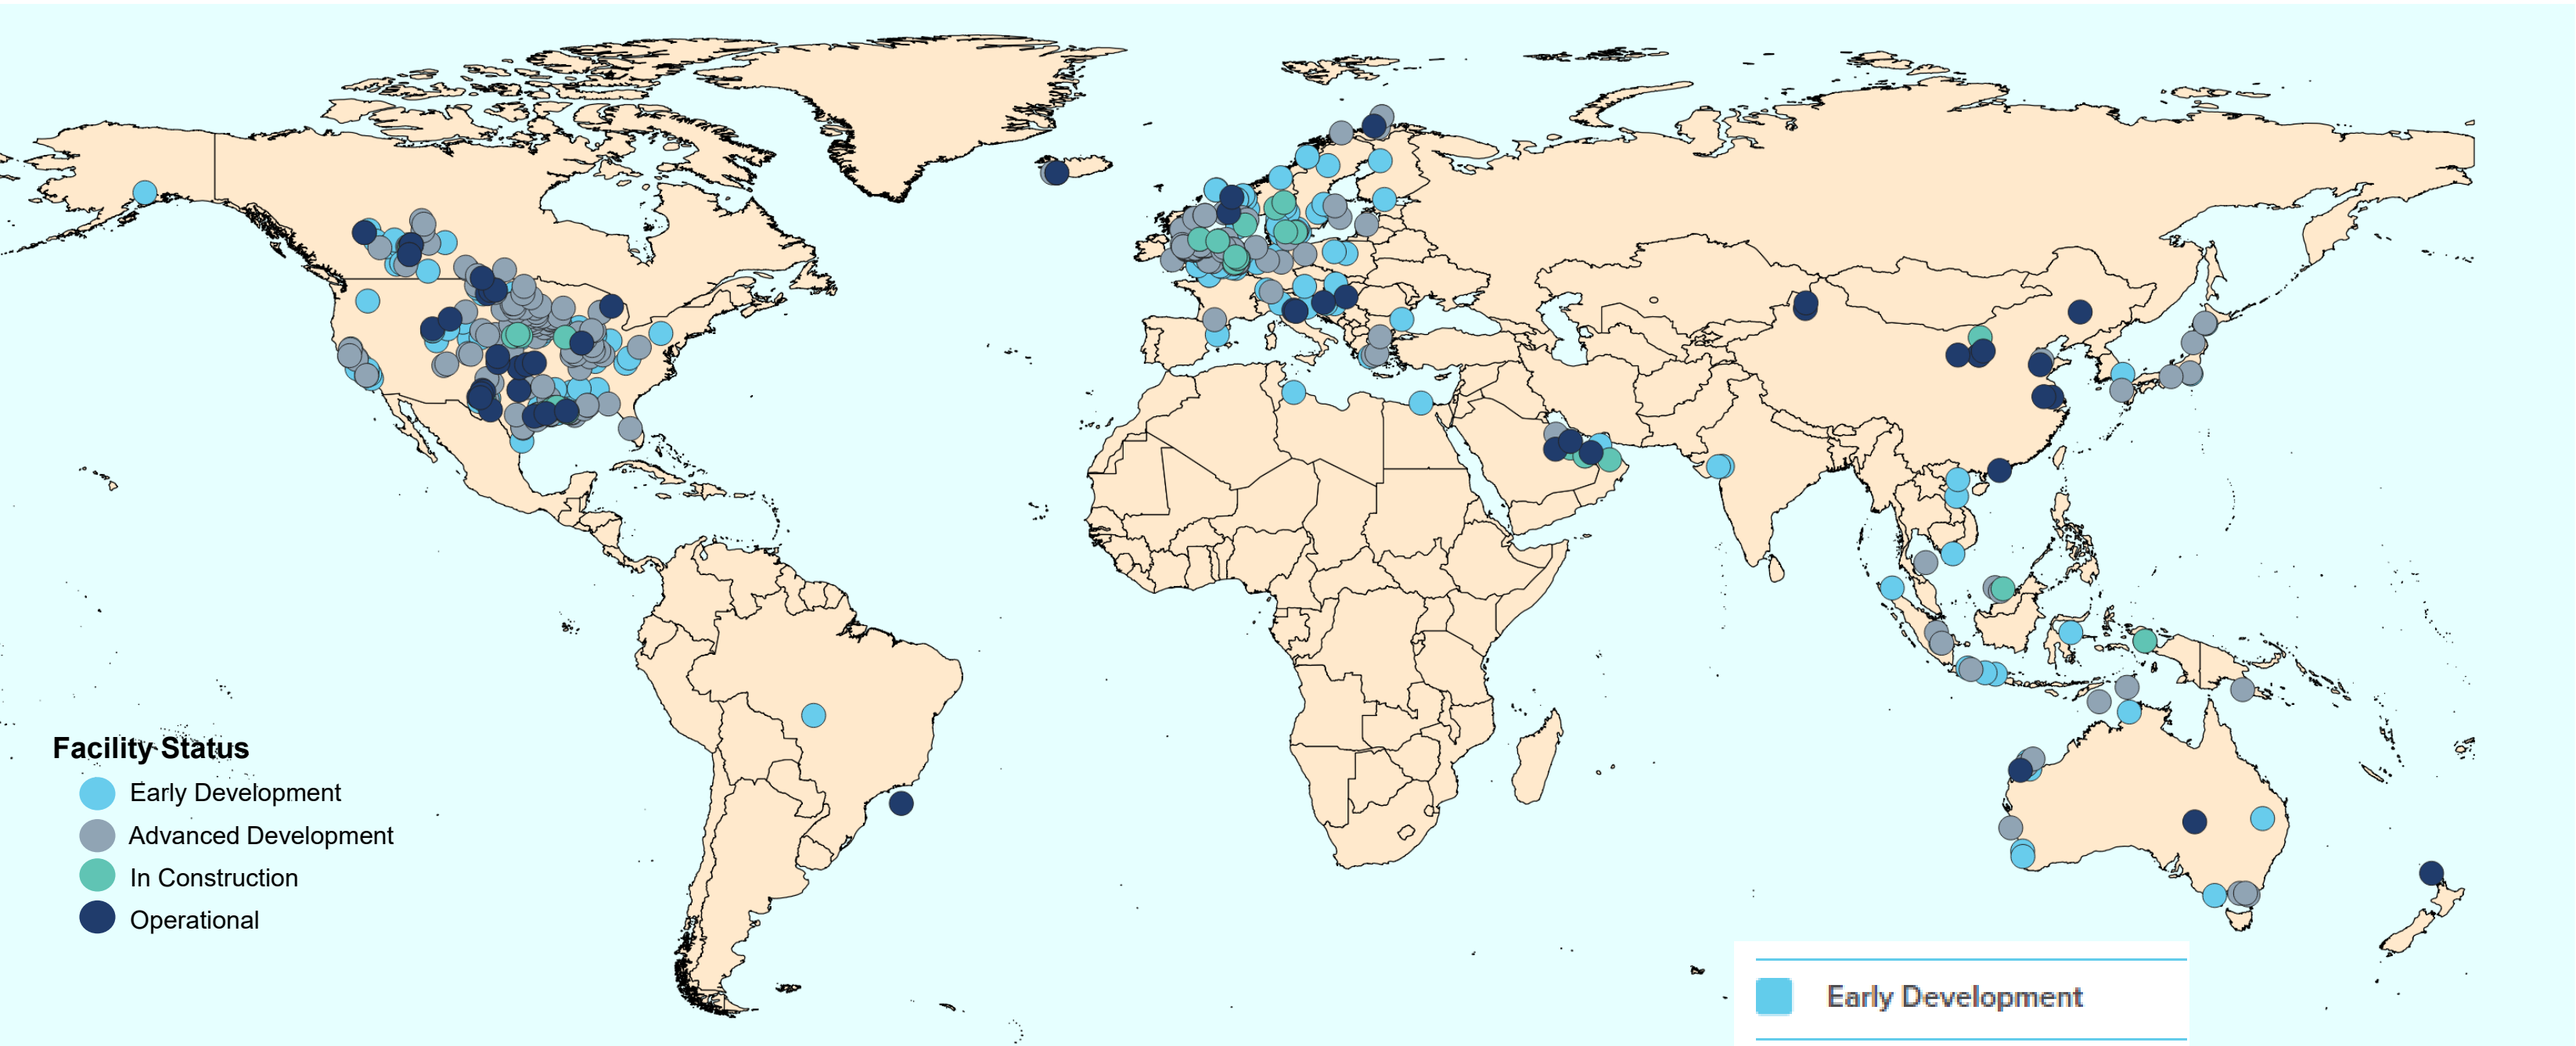 Facility Status
Early Development
Advanced Development
In Construction
Operational
Early Development